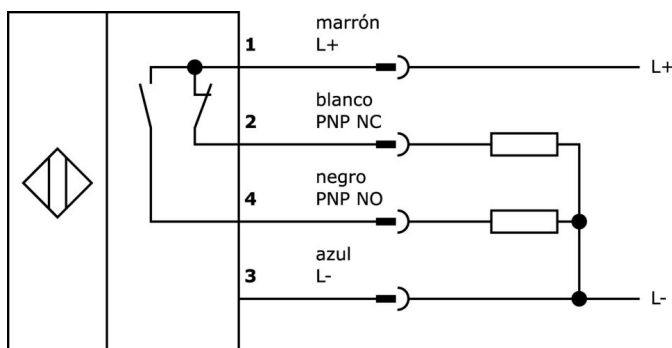 marrón
1 L+
L+
blanco
2 PNP NC
negro
4 PNP NO
azul
3 L-
L-